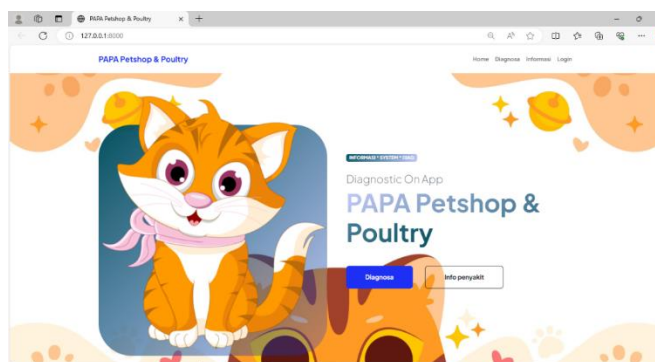 PAPA Petshop & Poultry
127.0.0.1:8000
PAPA Petshop & Poultry
Home Diagnosa Informasi Login
INFORMASI * SYSTEM * DIAG
Diagnostic On App
PAPA Petshop &
Poultry
Diagnosa
Info penyakit